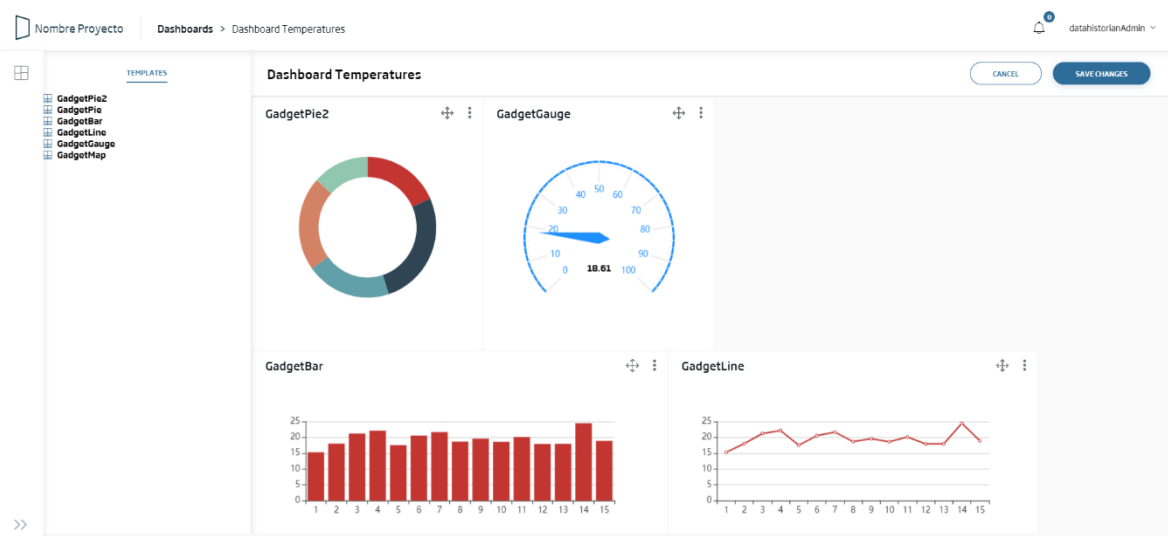 Nombre Proyecto
Dashboards > Dashboard Temperatures
0
datahistorianAdmin
TEMPLATES
GadgetPie2
GadgetPie
GadgetBar
GadgetLine
GadgetGauge
GadgetMap
Dashboard Temperatures
CANCEL
SAVE CHANGES
GadgetPie2
GadgetGauge
0 10 20 30 40 50 60 70 80 90 100
18.61
GadgetBar
25
20
15
10
5
0
1 2 3 4 5 6 7 8 9 10 11 12 13 14 15
GadgetLine
25
20
15
10
5
0
1 2 3 4 5 6 7 8 9 10 11 12 13 14 15